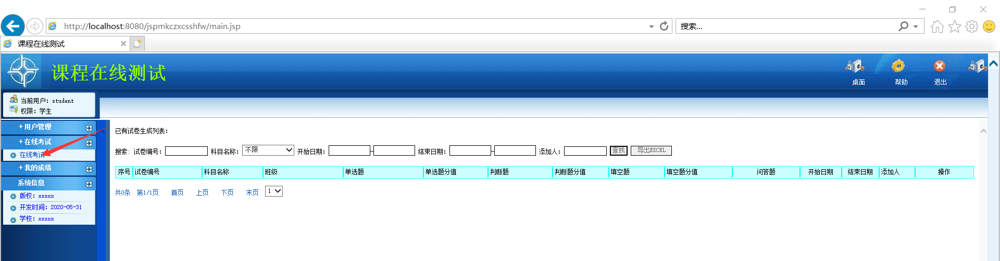 http://localhost:8080/jspmkczxcsshfw/main.jsp
搜索...
课程在线测试
课程在线测试
桌面 帮助 退出
当前用户: student
权限: 学生
+用户管理
+在线考试
在线考试
+我的成绩
系统信息
版权: xxxxx
开发时间: 2020-05-31
学校: xxxxx
已有试卷生成列表:
搜索: 试卷编号: 科目名称: 不限 开始日期: - 结束日期: - 添加人: 查找 导出EXCEL
序号 试卷编号 科目名称 班级 单选题 单选题分值 判断题 判断题分值 填空题 填空题分值 问答题 开始日期 结束日期 添加人 操作
共0条 第1/1页 首页 上页 下页 末页 1